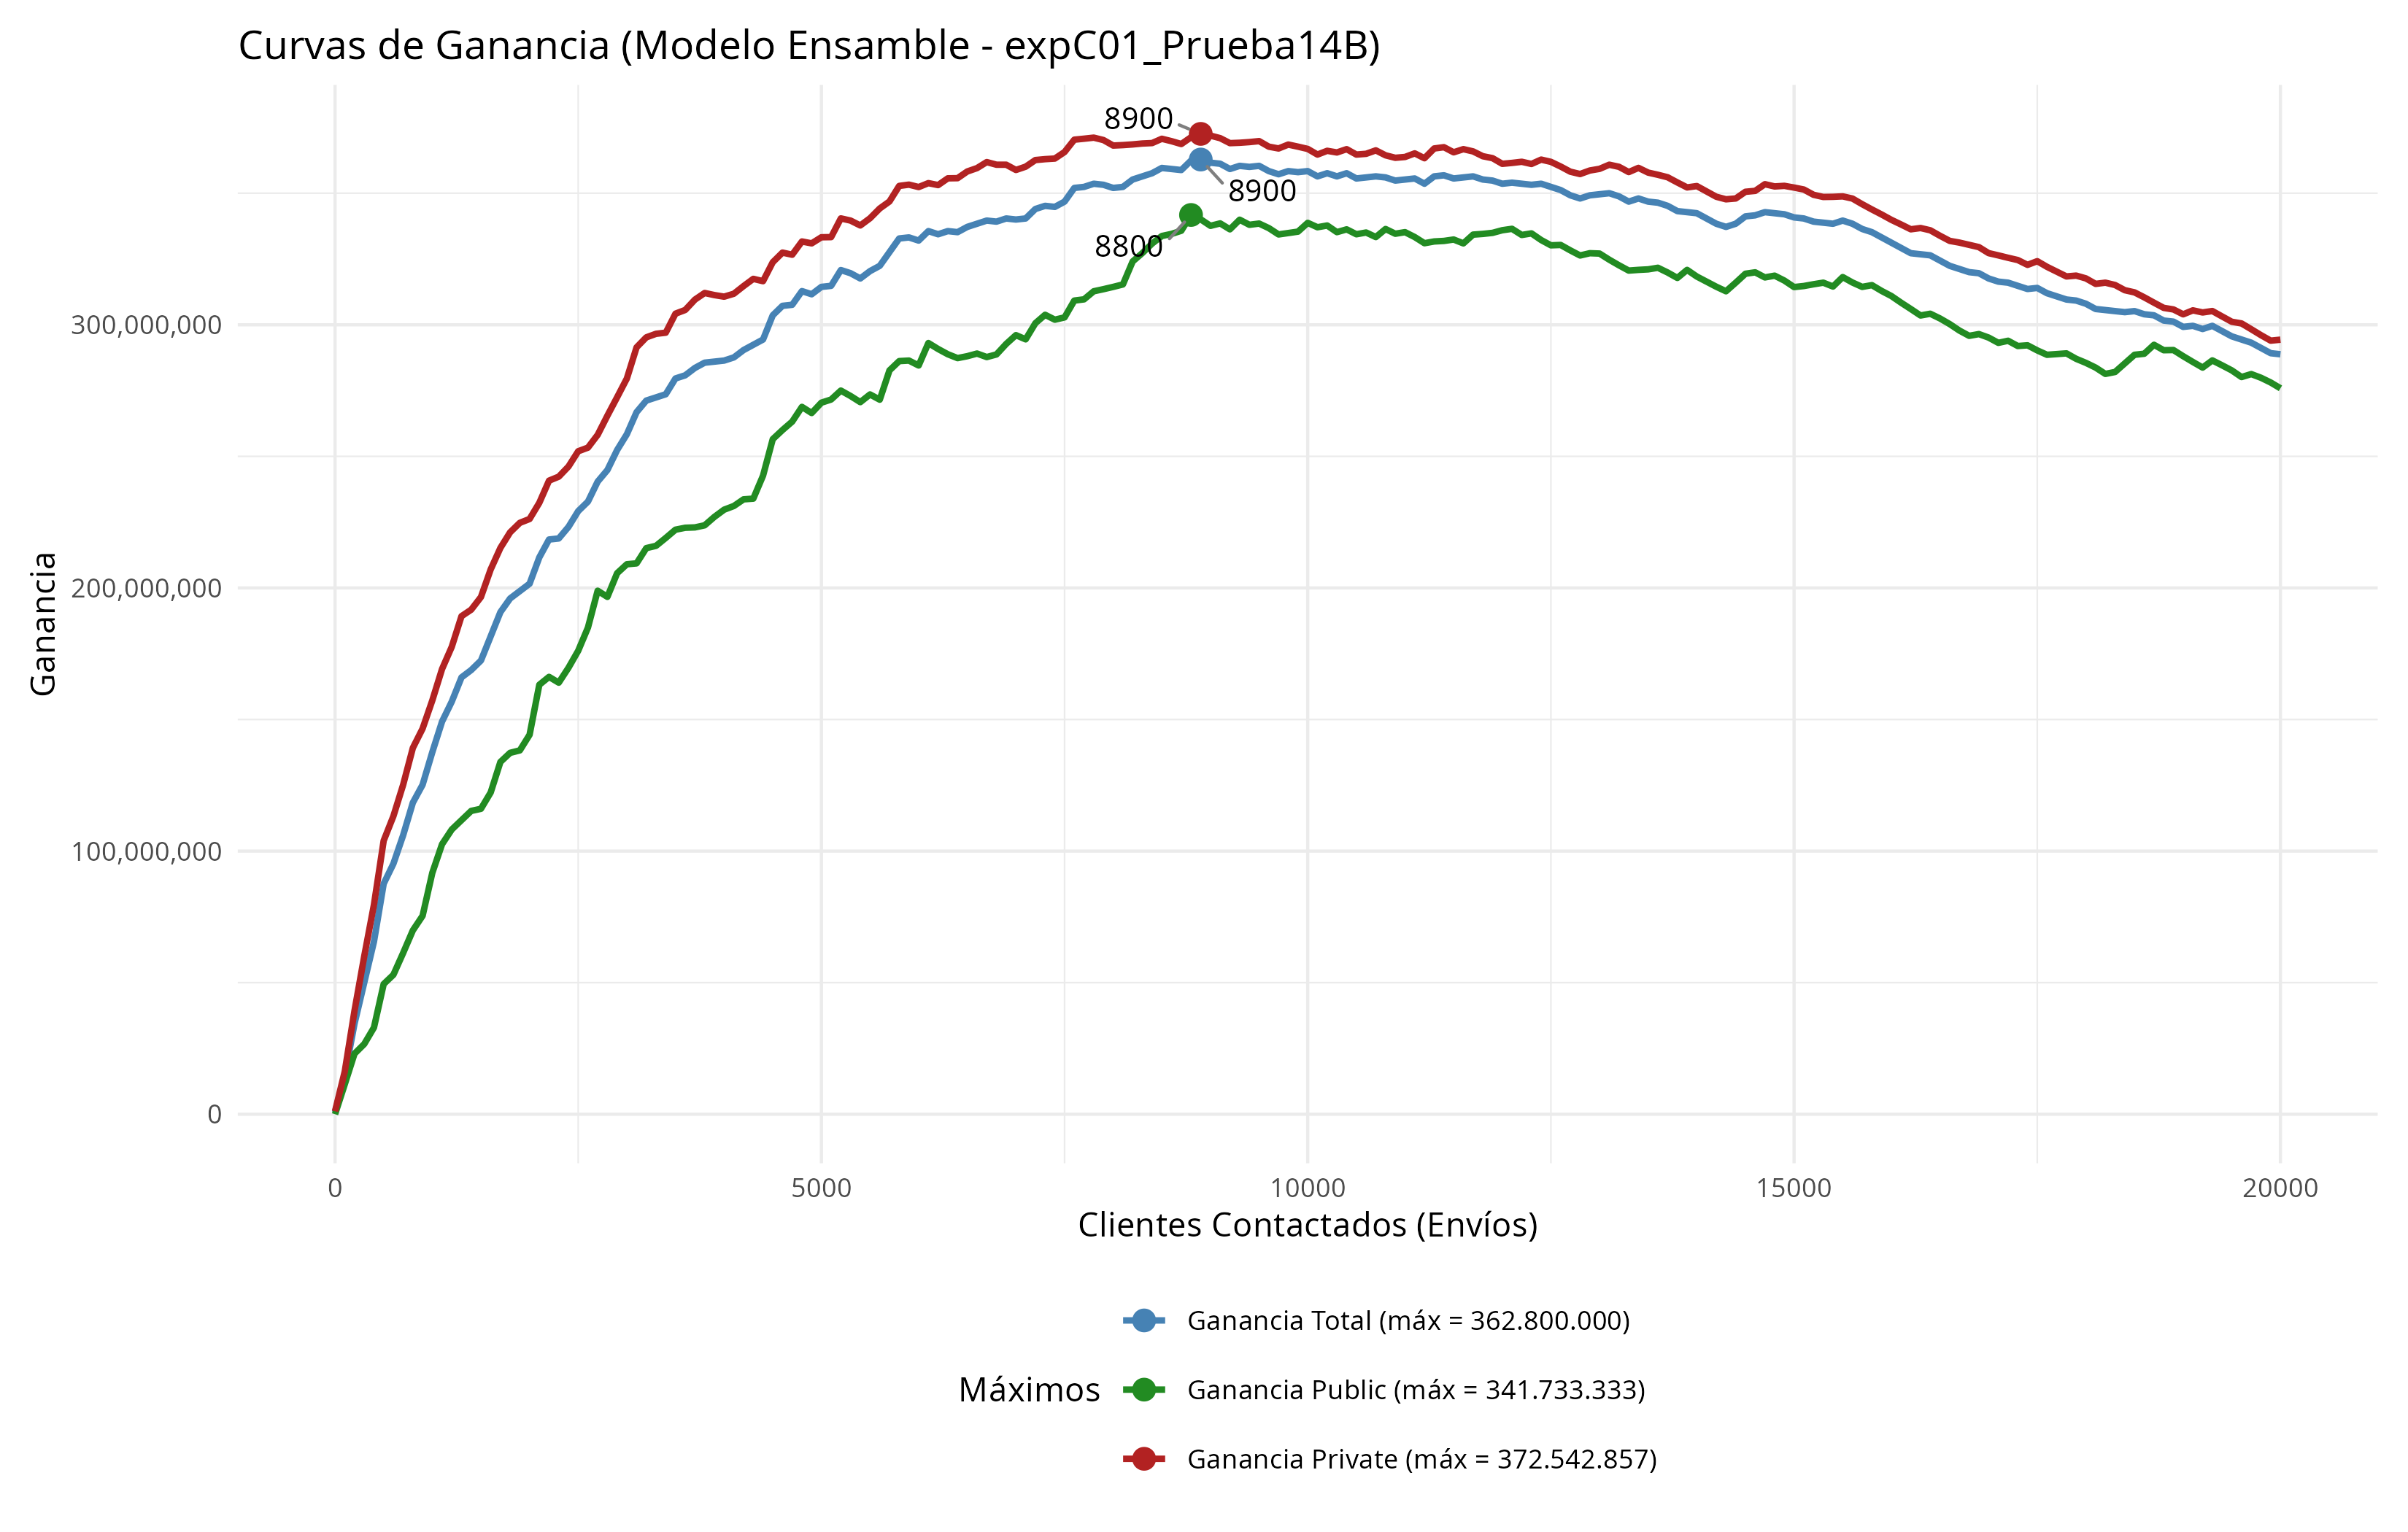 Curvas de Ganancia (Modelo Ensamble - expC01_Prueba14B)
8900
8900
8800
300,000,000
200,000,000
100,000,000
0
Ganancia
0 5000 10000 15000 20000
Clientes Contactados (Envíos)
Máximos
Ganancia Total (máx = 362.800.000)
Ganancia Public (máx = 341.733.333)
Ganancia Private (máx = 372.542.857)